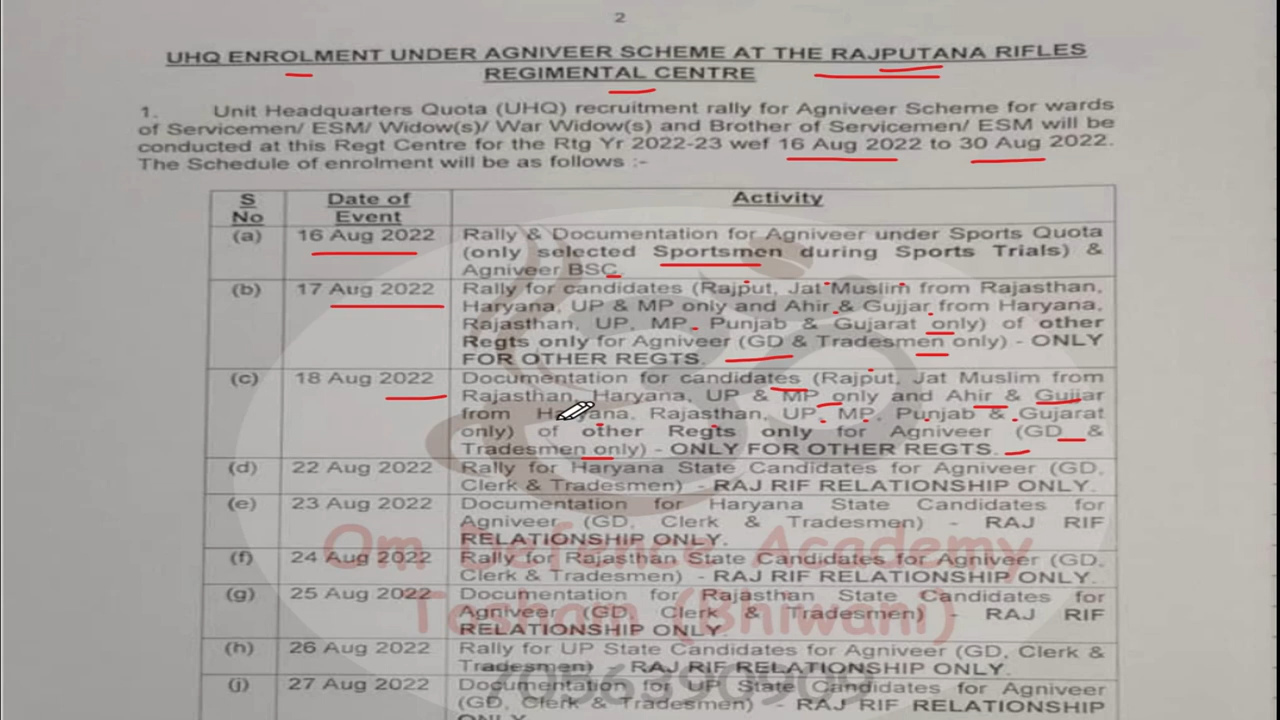 2
UHQ ENROLMENT UNDER AGNIVEER SCHEME AT THE RAJPUTANA RIFLES
REGIMENTAL CENTRE
1. Unit Headquarters Quota (UHQ) recruitment rally for Agniveer Scheme for wards
of Servicemen/ ESM/ Widow(s)/ War Widow(s) and Brother of Servicemen/ ESM will be
conducted at this Regt Centre for the Rtg Yr 2022-23 wef 16 Aug 2022 to 30 Aug 2022.
The Schedule of enrolment will be as follows :-
S No
Date of Event
Activity
(a) 16 Aug 2022 Rally & Documentation for Agniveer under Sports Quota
(only selected Sportsmen during Sports Trials) &
Agniveer BSC.
(b) 17 Aug 2022 Rally for candidates (Rajput, Jat Muslim from Rajasthan,
Haryana, UP & MP only and Ahir & Gujjar from Haryana,
Rajasthan, UP, MP, Punjab & Gujarat only) of other
Regts only for Agniveer (GD & Tradesmen only) - ONLY
FOR OTHER REGTS.
(c) 18 Aug 2022 Documentation for candidates (Rajput, Jat Muslim from
Rajasthan, Haryana, UP & MP only and Ahir & Gujjar
from Haryana, Rajasthan, UP, MP, Punjab & Gujarat
only) of other Regts only for Agniveer (GD &
Tradesmen only) - ONLY FOR OTHER REGTS.
(d) 22 Aug 2022 Rally for Haryana State Candidates for Agniveer (GD,
Clerk & Tradesmen) - RAJ RIF RELATIONSHIP ONLY.
(e) 23 Aug 2022 Documentation for Haryana State Candidates for
Agniveer (GD, Clerk & Tradesmen) - RAJ RIF
RELATIONSHIP ONLY.
(f) 24 Aug 2022 Rally for Rajasthan State Candidates for Agniveer (GD,
Clerk & Tradesmen) - RAJ RIF RELATIONSHIP ONLY.
(g) 25 Aug 2022 Documentation for Rajasthan State Candidates for
Agniveer (GD, Clerk & Tradesmen) - RAJ RIF
RELATIONSHIP ONLY.
(h) 26 Aug 2022 Rally for UP State Candidates for Agniveer (GD, Clerk &
Tradesmen) - RAJ RIF RELATIONSHIP ONLY.
(j) 27 Aug 2022 Documentation for UP State Candidates for Agniveer
(GD, Clerk & Tradesmen) - RAJ RIF RELATIONSHIP
ONLY.
Om Defence Academy
Tosham (Bhiwani)
7056390909